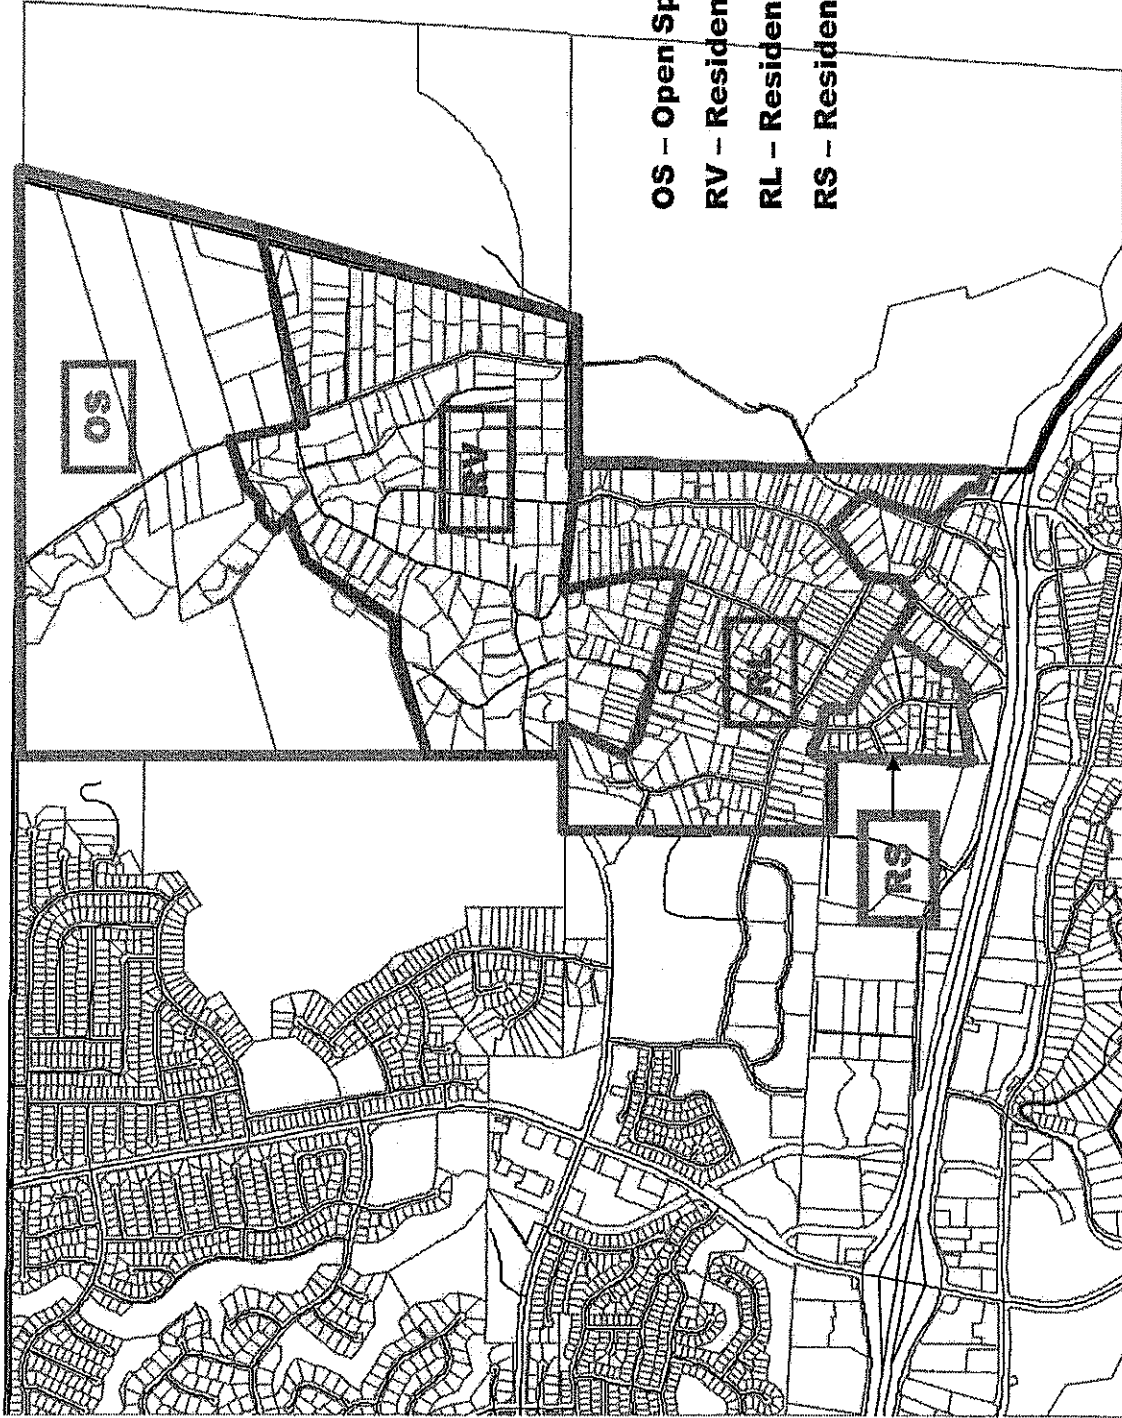 OS
RV
RL
RS
OS – Open Sp
RV – Residen
RL – Residen
RS – Residen